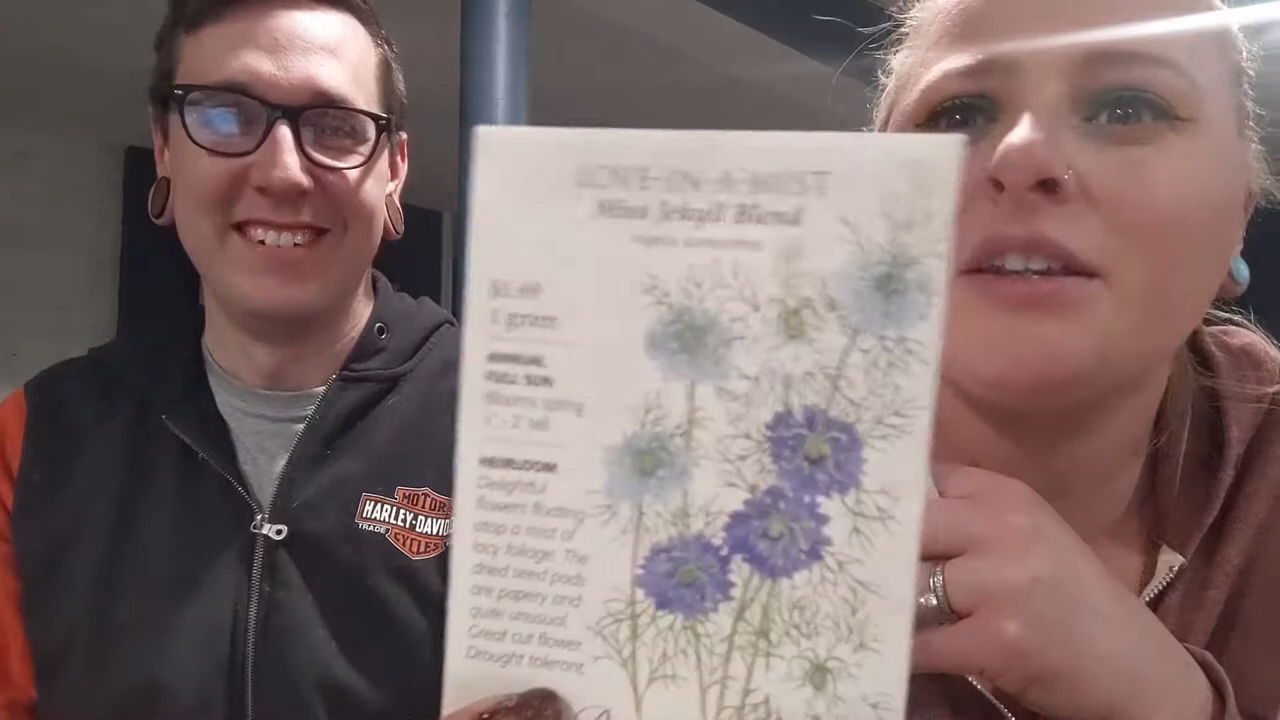 LOVE-IN-A-MIST
Miss Jekyll Blend
$1.89
1 gram
ANNUAL
FULL SUN
Blooms spring
1'-2' tall
HEIRLOOM
Delightful
flowers floating
atop a mist of
lacy foliage. The
dried seed pods
are papery and
quite unusual.
Great cut flower.
Drought tolerant.
MOTOR
HARLEY-DAVID
TRADE
CYCLES